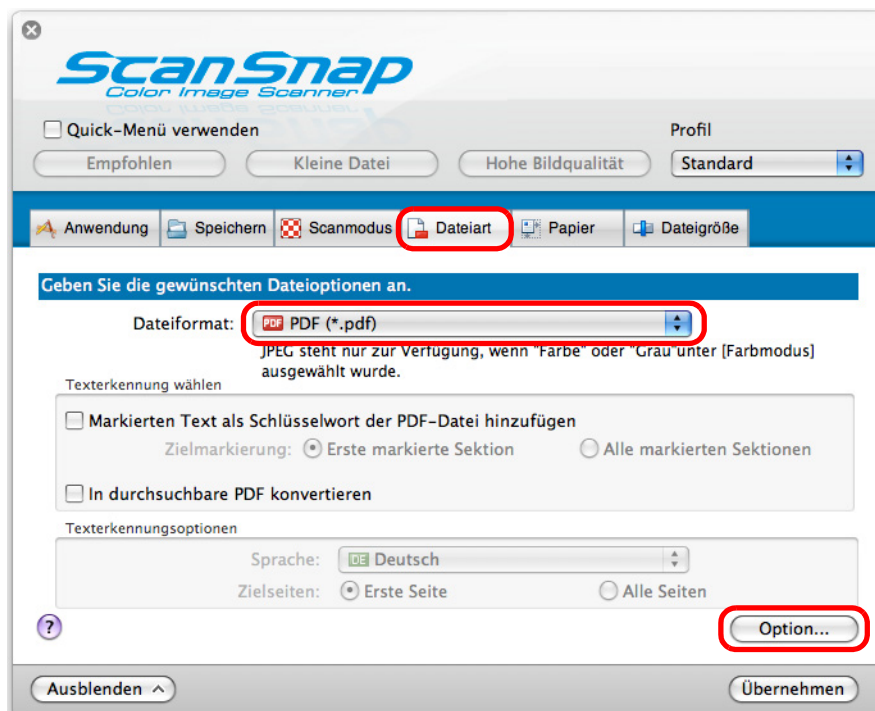 ScanSnap
Color Image Scanner
Quick-Menü verwenden
Profil
Empfohlen Kleine Datei Hohe Bildqualität Standard
Anwendung Speichern Scanmodus Dateiart Papier Dateigröße
Geben Sie die gewünschten Dateioptionen an.
Dateiformat: PDF PDF (*.pdf)
JPEG steht nur zur Verfügung, wenn "Farbe" oder "Grau"unter [Farbmodus]
ausgewählt wurde.
Texterkennung wählen
Markierten Text als Schlüsselwort der PDF-Datei hinzufügen
Zielmarkierung: Erste markierte Sektion Alle markierten Sektionen
In durchsuchbare PDF konvertieren
Texterkennungsoptionen
Sprache: DE Deutsch
Zielseiten: Erste Seite Alle Seiten
? Option...
Ausblenden Übernehmen